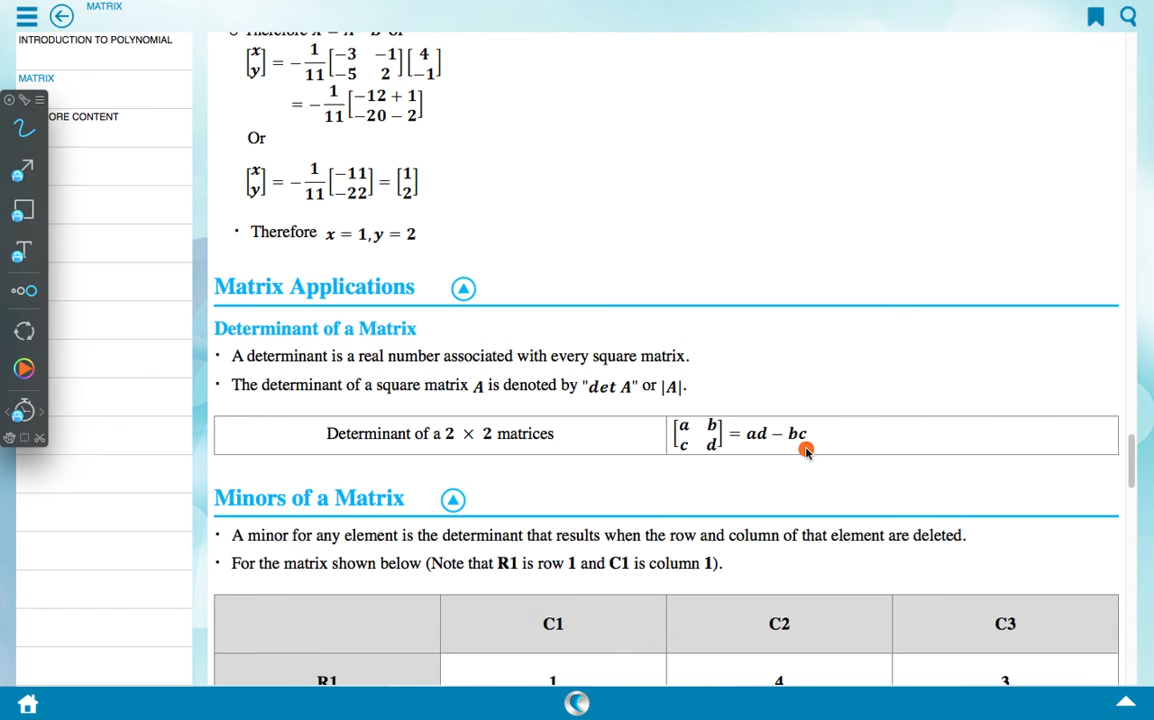 MATRIX
INTRODUCTION TO POLYNOMIAL
MATRIX
ORE CONTENT
[x y] = − 1/11 [−3 −1 −5 2] [4 −1]
= − 1/11 [−12 + 1 −20 − 2]
Or
[x y] = − 1/11 [−11 −22] = [1 2]
· Therefore x = 1, y = 2
Matrix Applications
Determinant of a Matrix
· A determinant is a real number associated with every square matrix.
· The determinant of a square matrix A is denoted by "det A" or |A|.
Determinant of a 2 × 2 matrices [a b c d] = ad − bc
Minors of a Matrix
· A minor for any element is the determinant that results when the row and column of that element are deleted.
· For the matrix shown below (Note that R1 is row 1 and C1 is column 1).
C1 C2 C3
R1 1 4 3